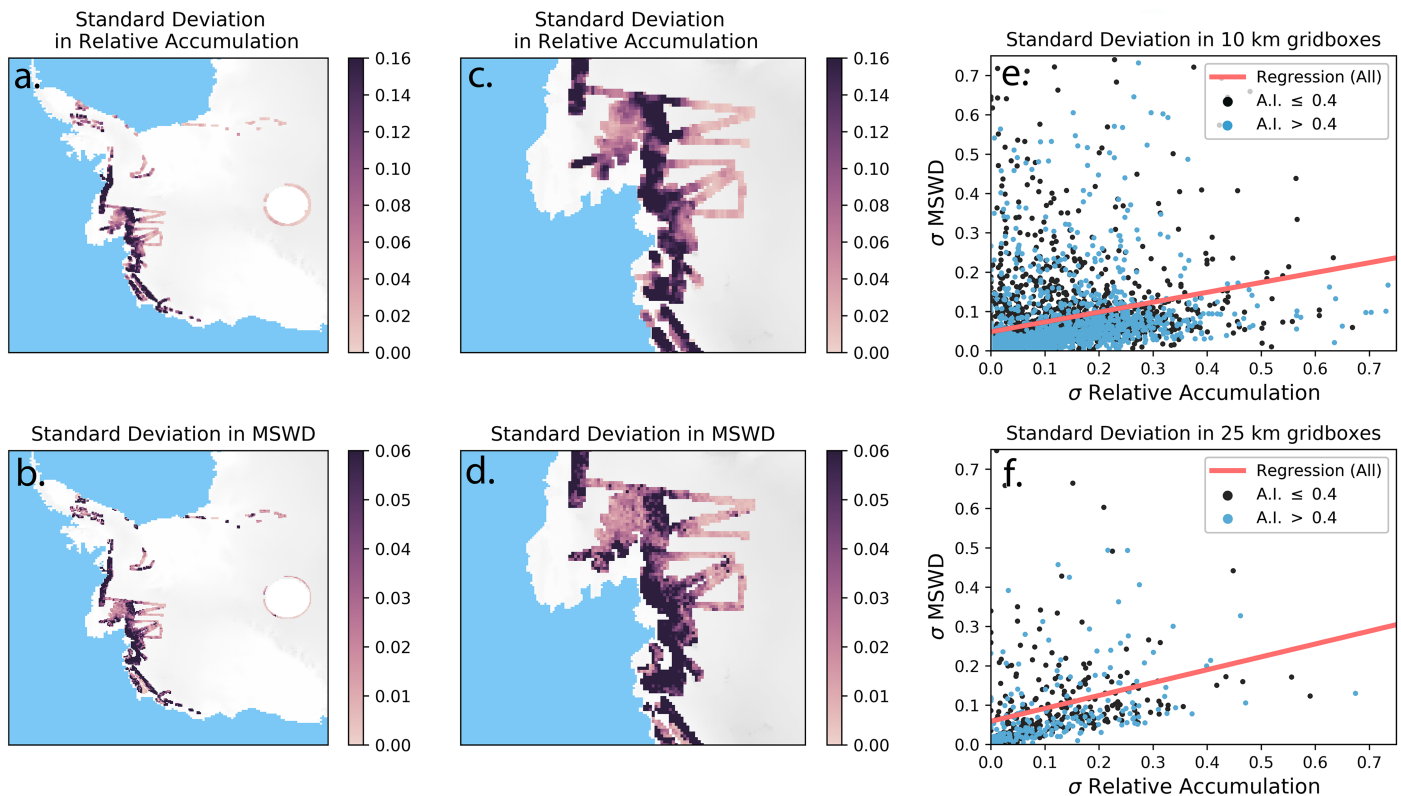 Standard Deviation
in Relative Accumulation
a.
0.16
0.14
0.12
0.10
0.08
0.06
0.04
0.02
0.00
Standard Deviation
in Relative Accumulation
c.
0.16
0.14
0.12
0.10
0.08
0.06
0.04
0.02
0.00
Standard Deviation in 10 km gridboxes
e.
Regression (All)
A.I. ≤ 0.4
A.I. > 0.4
σ MSWD
0.7
0.6
0.5
0.4
0.3
0.2
0.1
0.0
0.0 0.1 0.2 0.3 0.4 0.5 0.6 0.7
σ Relative Accumulation
Standard Deviation in MSWD
b.
0.06
0.05
0.04
0.03
0.02
0.01
0.00
Standard Deviation in MSWD
d.
0.06
0.05
0.04
0.03
0.02
0.01
0.00
Standard Deviation in 25 km gridboxes
f
Regression (All)
A.I. ≤ 0.4
A.I. > 0.4
σ MSWD
0.7
0.6
0.5
0.4
0.3
0.2
0.1
0.0
0.0 0.1 0.2 0.3 0.4 0.5 0.6 0.7
σ Relative Accumulation